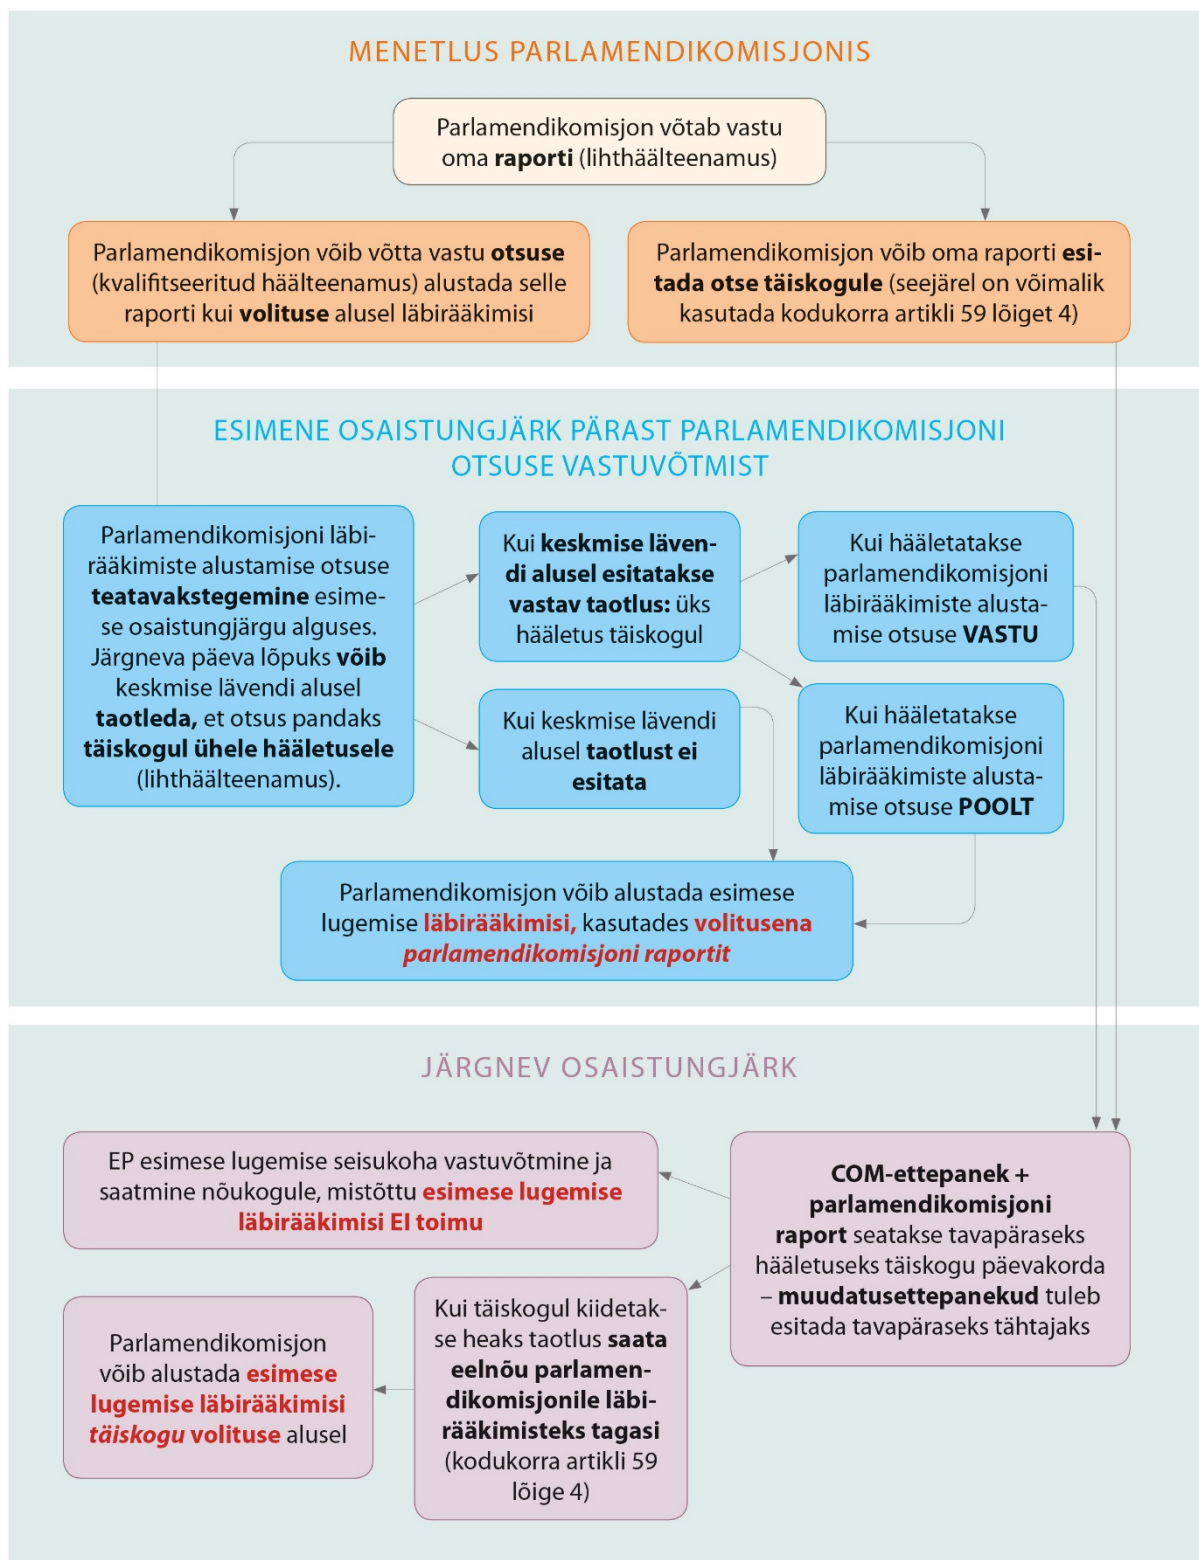 MENETLUS PARLAMENDIKOMISJONIS
Parlamendikomisjon võtab vastu
oma raporti (lihthäälteenamus)
Parlamendikomisjon võib võtta vastu otsuse
(kvalifitseeritud häälteenamus) alustada selle
raporti kui volituse alusel läbirääkimisi
Parlamendikomisjon võib oma raporti esi-
tada otse täiskogule (seejärel on võimalik
kasutada kodukorra artikli 59 lõiget 4)
ESIMENE OSAISTUNGJÄRK PÄRAST PARLAMENDIKOMISJONI
OTSUSE VASTUVÕTMIST
Parlamendikomisjoni läbi-
rääkimiste alustamise otsuse
teatavakstegemine esime-
se osaistungjärgu alguses.
Järgneva päeva lõpuks võib
keskmise lävendi alusel
taotleda, et otsus pandaks
täiskogul ühele hääletusele
(lihthäälteenamus).
Kui keskmise läven-
di alusel esitatakse
vastav taotlus: üks
hääletus täiskogul
Kui hääletatakse
parlamendikomisjoni
läbirääkimiste alusta-
mise otsuse VASTU
Kui keskmise lävendi
alusel taotlust ei
esitata
Kui hääletatakse
parlamendikomisjoni
läbirääkimiste alusta-
mise otsuse POOLT
Parlamendikomisjon võib alustada esimese
lugemise läbirääkimisi, kasutades volitusena
parlamendikomisjoni raportit
JÄRGNEV OSAISTUNGJÄRK
EP esimese lugemise seisukoha vastuvõtmine ja
saatmine nõukogule, mistõttu esimese lugemise
läbirääkimisi EI toimu
COM-ettepanek +
parlamendikomisjoni
raport seatakse tavapäraseks
hääletuseks täiskogu päevakorda
– muudatusettepanekud tuleb
esitada tavapäraseks tähtajaks
Kui täiskogul kiidetak-
se heaks taotlus saata
eelnõu parlamen-
dikomisjonile läbi-
rääkimisteks tagasi
(kodukorra artikli 59
lõige 4)
Parlamendikomisjon
võib alustada esimese
lugemise läbirääkimisi
täiskogu volituse alusel